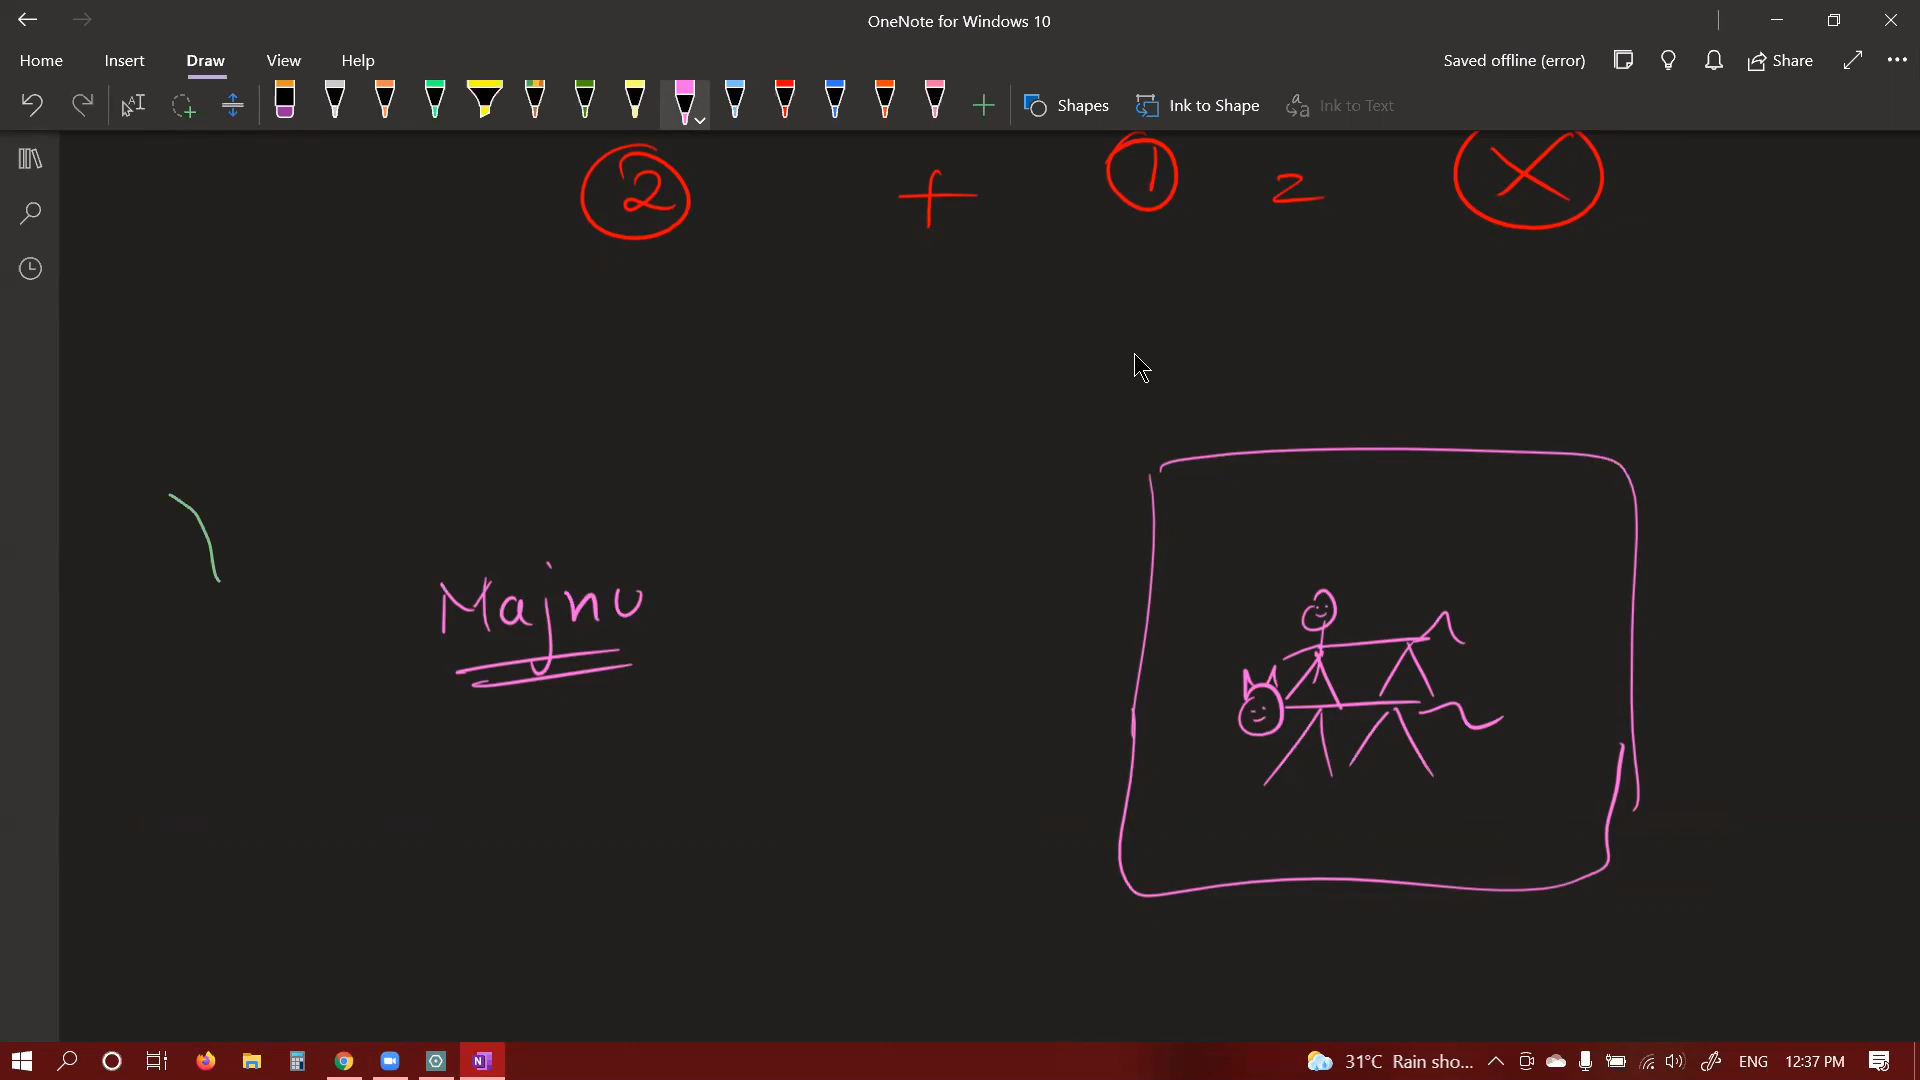 OneNote for Windows 10
Home Insert Draw View Help Saved offline (error) Share
Shapes Ink to Shape Ink to Text
2 + 1 = X
Majnu
31°C Rain sho... ENG 12:37 PM